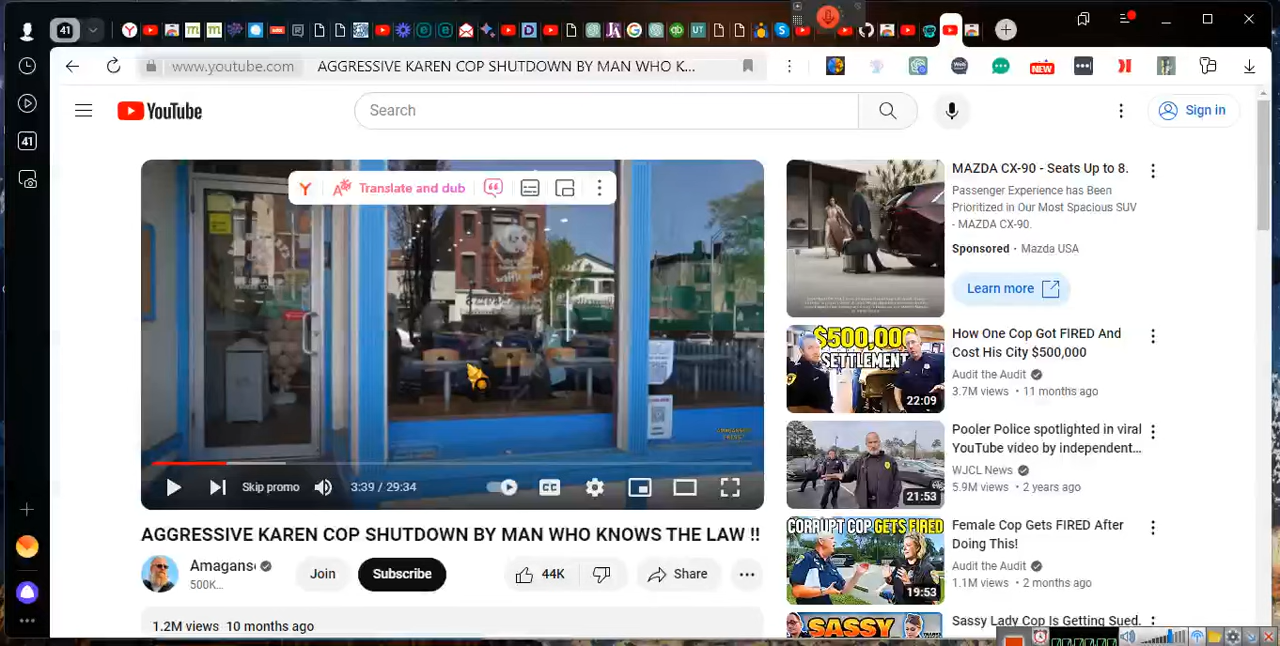 41
www.youtube.com
AGGRESSIVE KAREN COP SHUTDOWN BY MAN WHO K...
NEW
YouTube
Search
Sign in
41
Y
Translate and dub
Skip promo
3:39 / 29:34
CC
AGGRESSIVE KAREN COP SHUTDOWN BY MAN WHO KNOWS THE LAW !!
Amagans
500K...
Join
Subscribe
44K
Share
1.2M views 10 months ago
MAZDA CX-90 - Seats Up to 8.
Passenger Experience has Been
Prioritized in Our Most Spacious SUV
- MAZDA CX-90.
Sponsored · Mazda USA
Learn more
$500,000
SETTLEMENT
22:09
How One Cop Got FIRED And
Cost His City $500,000
Audit the Audit
3.7M views · 11 months ago
21:53
Pooler Police spotlighted in viral
YouTube video by independent...
WJCL News
5.9M views · 2 years ago
CORRUPT COP GETS FIRED
19:53
Female Cop Gets FIRED After
Doing This!
Audit the Audit
1.1M views · 2 months ago
SASSY
Sassy Lady Cop Is Getting Sued.